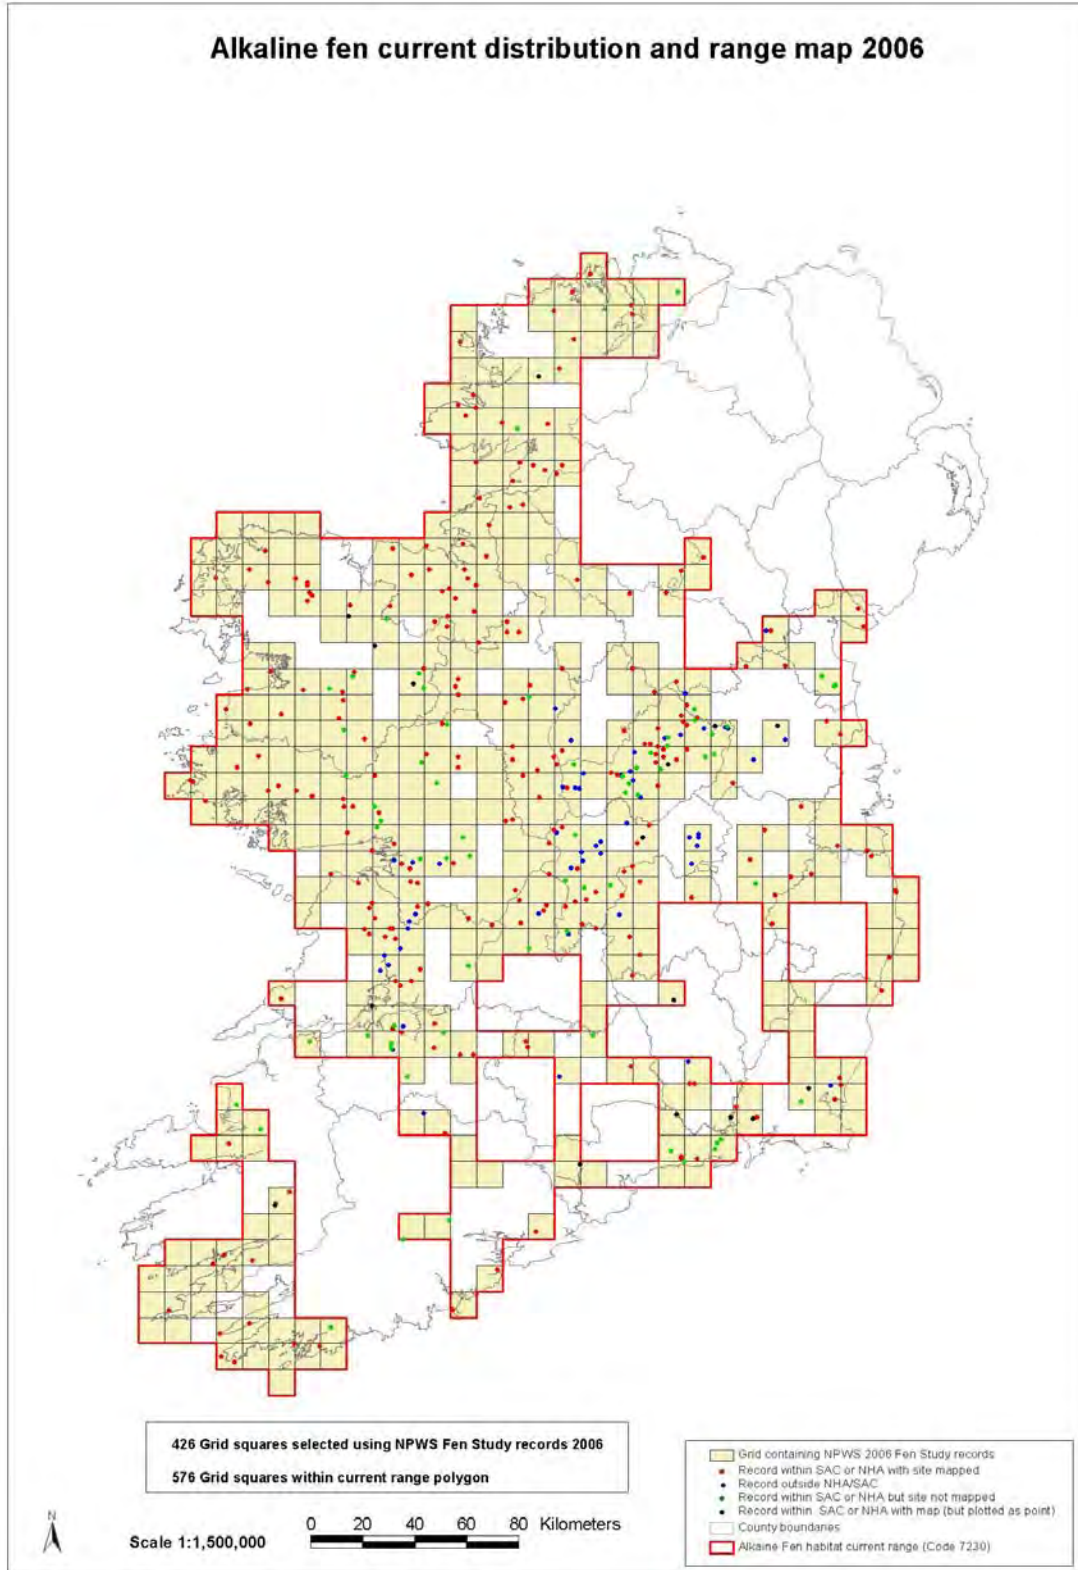 Alkaline fen current distribution and range map 2006
426 Grid squares selected using NPWS Fen Study records 2006
576 Grid squares within current range polygon
N
Scale 1:1,500,000
0 20 40 60 80 Kilometers
Grid containing NPWS 2006 Fen Study records
Record within SAC or NHA with site mapped
Record outside NHA/SAC
Record within SAC or NHA but site not mapped
Record within SAC or NHA with map (but plotted as point)
County boundaries
Alkaine Fen habitat current range (Code 7230)